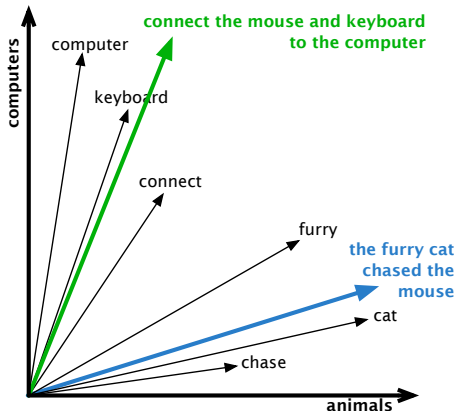 connect the mouse and keyboard
to the computer
computers
computer
keyboard
connect
furry
the furry cat
chased the
mouse
cat
chase
animals